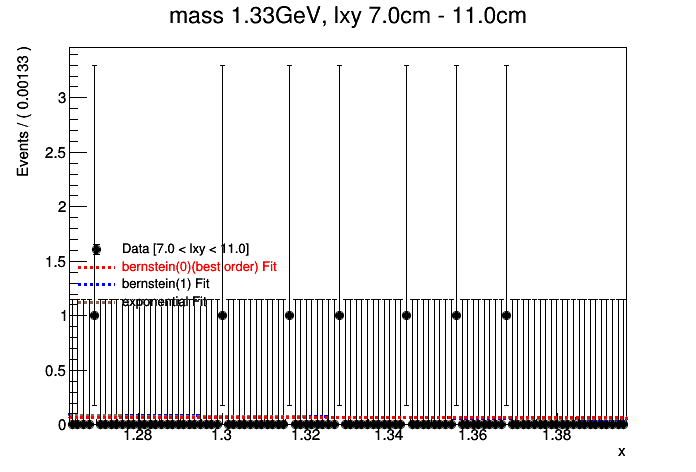 mass 1.33GeV, lxy 7.0cm - 11.0cm
Events / ( 0.00133 )
3
2.5
2
1.5
1
0.5
0
Data [7.0 < lxy < 11.0]
bernstein(0)(best order) Fit
bernstein(1) Fit
exponential Fit
1.28
1.3
1.32
1.34
1.36
1.38
x